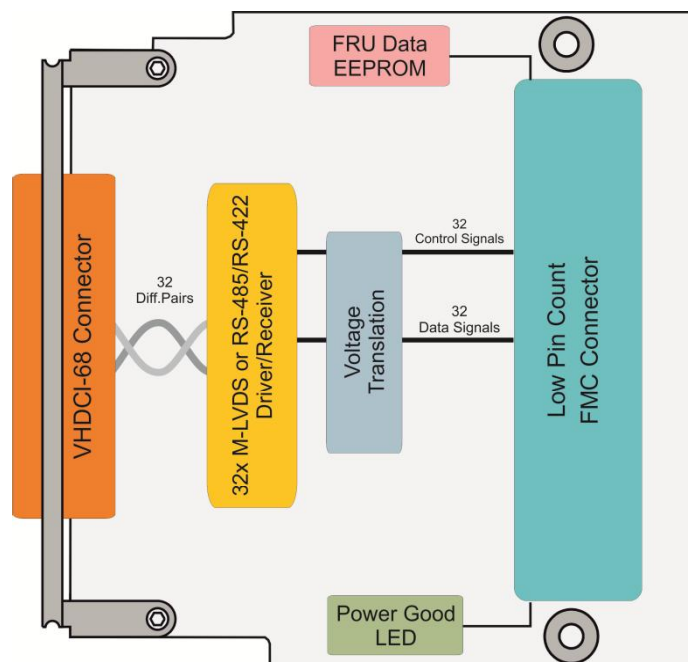 FRU Data
EEPROM
VHDCI-68 Connector
32
Diff.Pairs
32x M-LVDS or RS-485/RS-422
Driver/Receiver
Voltage
Translation
32
Control Signals
32
Data Signals
Low Pin Count
FMC Connector
Power Good
LED